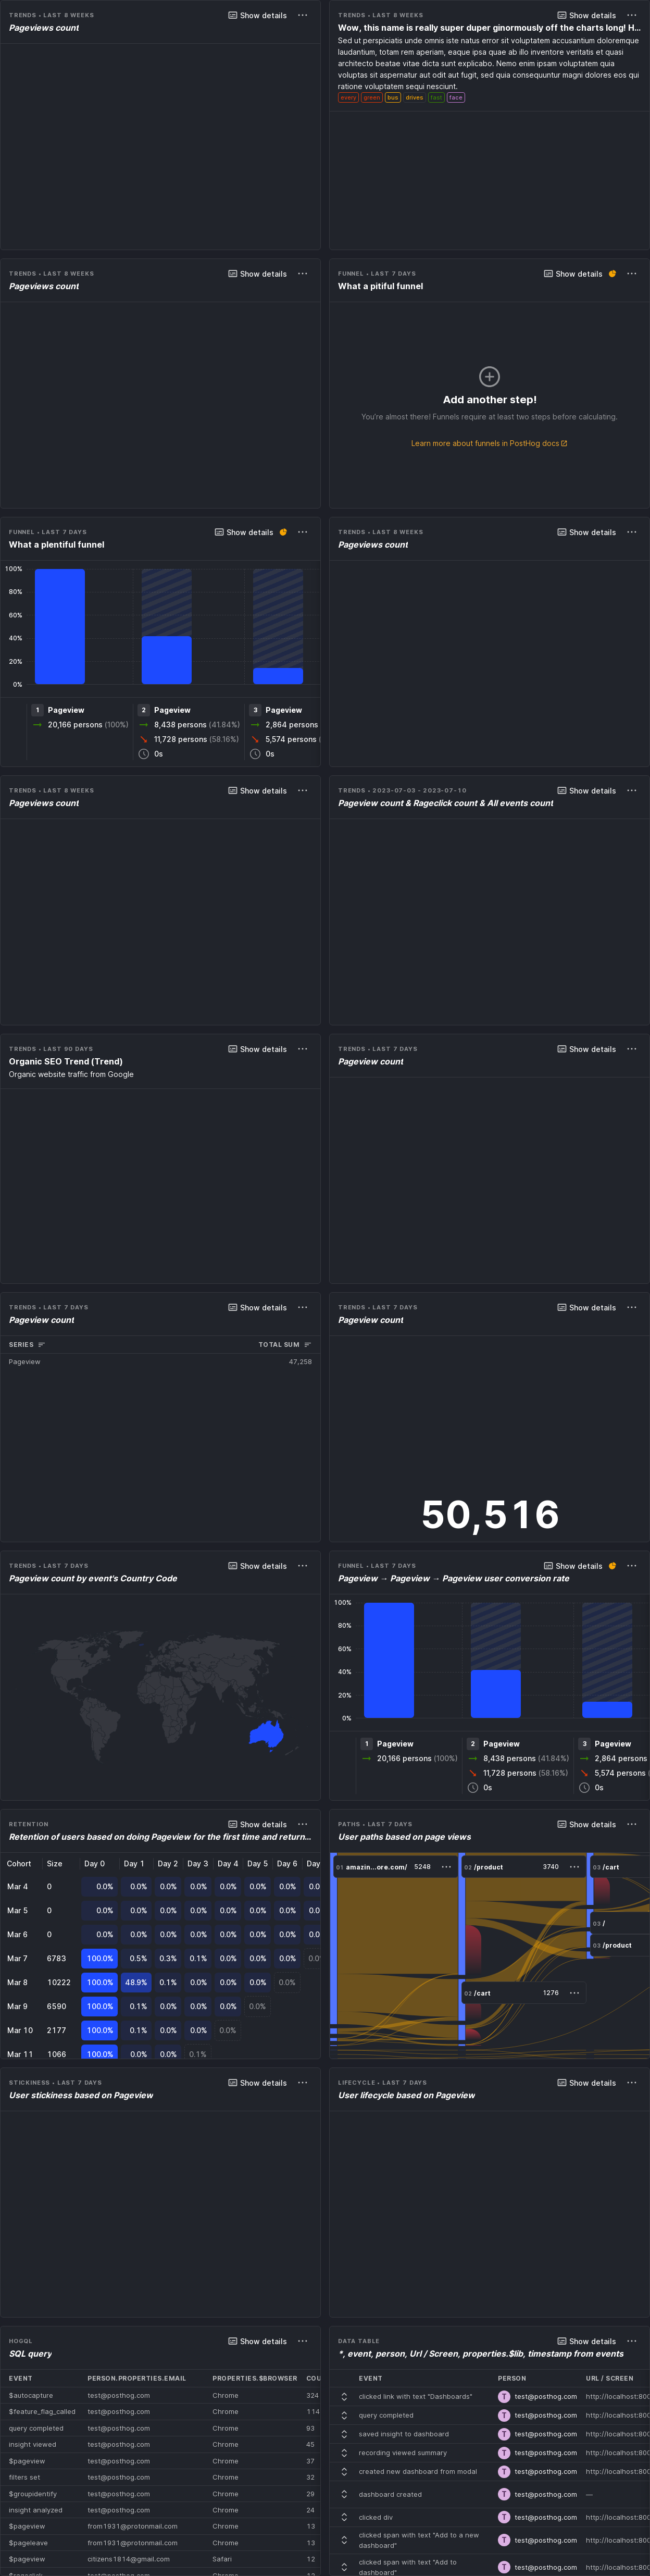 TRENDS • LAST 8 WEEKS
Show details
Pageviews count
TRENDS • LAST 8 WEEKS
Show details
Wow, this name is really super duper ginormously off the charts long! H...
Sed ut perspiciatis unde omnis iste natus error sit voluptatem accusantium doloremque
laudantium, totam rem aperiam, eaque ipsa quae ab illo inventore veritatis et quasi
architecto beatae vitae dicta sunt explicabo. Nemo enim ipsam voluptatem quia
voluptas sit aspernatur aut odit aut fugit, sed quia consequuntur magni dolores eos qui
ratione voluptatem sequi nesciunt.
every green bus drives fast face
TRENDS • LAST 8 WEEKS
Show details
Pageviews count
FUNNEL • LAST 7 DAYS
Show details
What a pitiful funnel
Add another step!
You're almost there! Funnels require at least two steps before calculating.
Learn more about funnels in PostHog docs
FUNNEL • LAST 7 DAYS
Show details
What a plentiful funnel
100%
80%
60%
40%
20%
0%
1 Pageview
20,166 persons (100%)
2 Pageview
8,438 persons (41.84%)
11,728 persons (58.16%)
0s
3 Pageview
2,864 persons
5,574 persons
0s
TRENDS • LAST 8 WEEKS
Show details
Pageviews count
TRENDS • LAST 8 WEEKS
Show details
Pageviews count
TRENDS • 2023-07-03 - 2023-07-10
Show details
Pageview count & Rageclick count & All events count
TRENDS • LAST 90 DAYS
Show details
Organic SEO Trend (Trend)
Organic website traffic from Google
TRENDS • LAST 7 DAYS
Show details
Pageview count
TRENDS • LAST 7 DAYS
Show details
Pageview count
SERIES TOTAL SUM
Pageview 47,258
TRENDS • LAST 7 DAYS
Show details
Pageview count
50,516
TRENDS • LAST 7 DAYS
Show details
Pageview count by event's Country Code
FUNNEL • LAST 7 DAYS
Show details
Pageview → Pageview → Pageview user conversion rate
100%
80%
60%
40%
20%
0%
1 Pageview
20,166 persons (100%)
2 Pageview
8,438 persons (41.84%)
11,728 persons (58.16%)
0s
3 Pageview
2,864 persons
5,574 persons
0s
RETENTION
Show details
Retention of users based on doing Pageview for the first time and return...
Cohort Size Day 0 Day 1 Day 2 Day 3 Day 4 Day 5 Day 6 Day
Mar 4 0 0.0% 0.0% 0.0% 0.0% 0.0% 0.0% 0.0% 0.0
Mar 5 0 0.0% 0.0% 0.0% 0.0% 0.0% 0.0% 0.0% 0.0
Mar 6 0 0.0% 0.0% 0.0% 0.0% 0.0% 0.0% 0.0% 0.0
Mar 7 6783 100.0% 0.5% 0.3% 0.1% 0.0% 0.0% 0.0% 0.0
Mar 8 10222 100.0% 48.9% 0.1% 0.0% 0.0% 0.0% 0.0%
Mar 9 6590 100.0% 0.1% 0.0% 0.0% 0.0% 0.0%
Mar 10 2177 100.0% 0.1% 0.0% 0.0% 0.0%
Mar 11 1066 100.0% 0.0% 0.0% 0.1%
PATHS • LAST 7 DAYS
Show details
User paths based on page views
01 amazin...ore.com/ 5248
02 /product 3740
03 /cart
03 /
03 /product
02 /cart 1276
STICKINESS • LAST 7 DAYS
Show details
User stickiness based on Pageview
LIFECYCLE • LAST 7 DAYS
Show details
User lifecycle based on Pageview
HOGQL
Show details
SQL query
EVENT PERSON.PROPERTIES.EMAIL PROPERTIES.$BROWSER COU
$autocapture test@posthog.com Chrome 324
$feature_flag_called test@posthog.com Chrome 114
query completed test@posthog.com Chrome 93
insight viewed test@posthog.com Chrome 45
$pageview test@posthog.com Chrome 37
filters set test@posthog.com Chrome 32
$groupidentify test@posthog.com Chrome 29
insight analyzed test@posthog.com Chrome 24
$pageview from1931@protonmail.com Chrome 13
$pageleave from1931@protonmail.com Chrome 13
$pageview citizens1814@gmail.com Safari 12
DATA TABLE
Show details
*, event, person, Url / Screen, properties.$lib, timestamp from events
EVENT PERSON URL / SCREEN
clicked link with text "Dashboards" T test@posthog.com http://localhost:800
query completed T test@posthog.com http://localhost:800
saved insight to dashboard T test@posthog.com http://localhost:800
recording viewed summary T test@posthog.com http://localhost:800
created new dashboard from modal T test@posthog.com http://localhost:800
dashboard created T test@posthog.com —
clicked div T test@posthog.com http://localhost:800
clicked span with text "Add to a new
dashboard" T test@posthog.com http://localhost:800
clicked span with text "Add to
dashboard" T test@posthog.com http://localhost:800